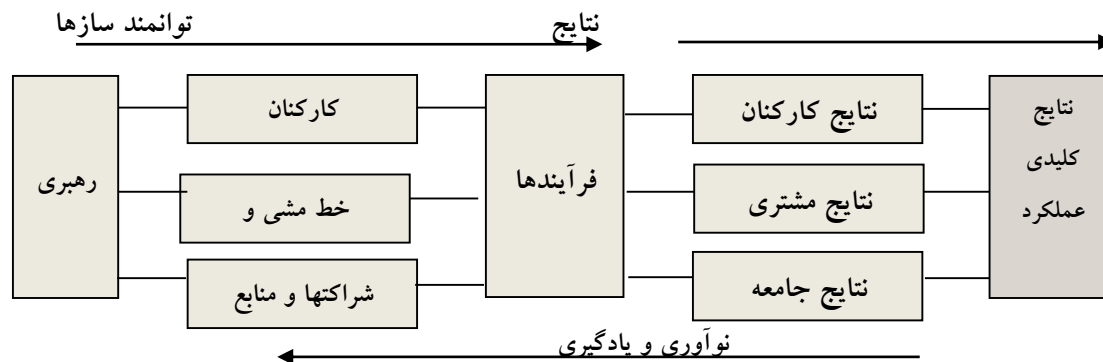 توانمند سازها
نتایج
رهبری
کارکنان
خط مشی و
شراکتها و منابع
فرآیندها
نتایج کارکنان
نتایج مشتری
نتایج جامعه
نتایج
کلیدی
عملکرد
نوآوری و یادگیری